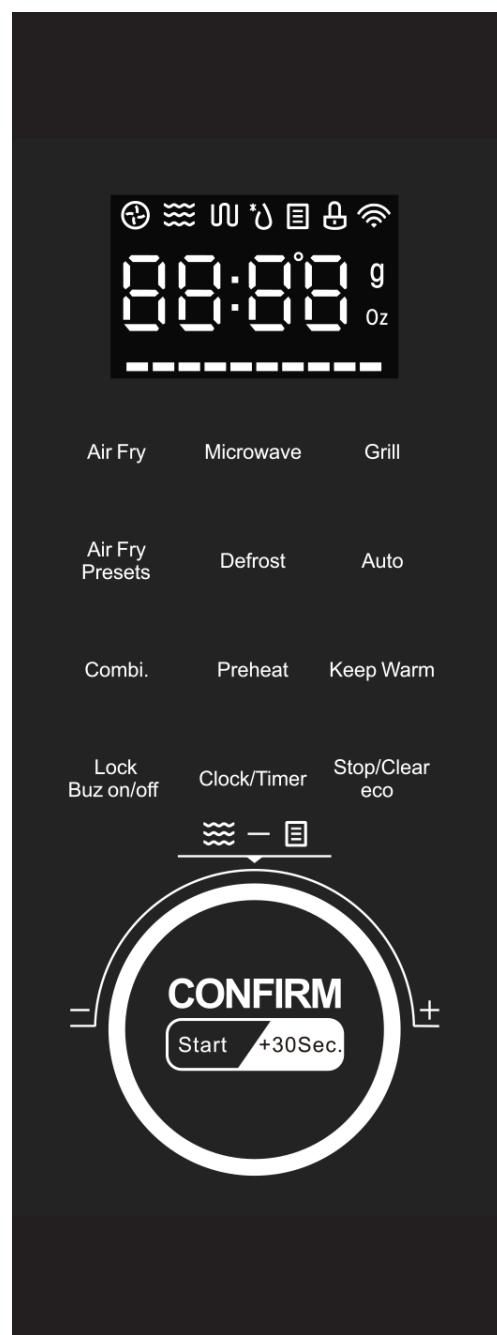 88:88° g
Oz
Air Fry Microwave Grill
Air Fry
Presets
Defrost
Auto
Combi. Preheat Keep Warm
Lock
Buz on/off
Clock/Timer
Stop/Clear
eco
− +
CONFIRM
Start +30Sec.